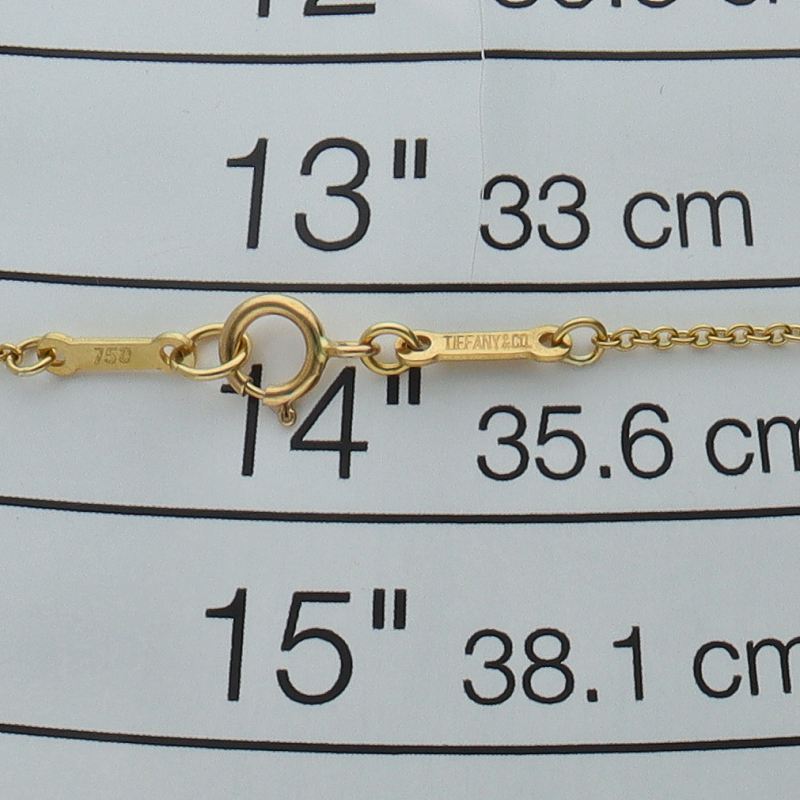 13" 33 cm
750
TIFFANY&CO.
14" 35.6 cm
15" 38.1 cm